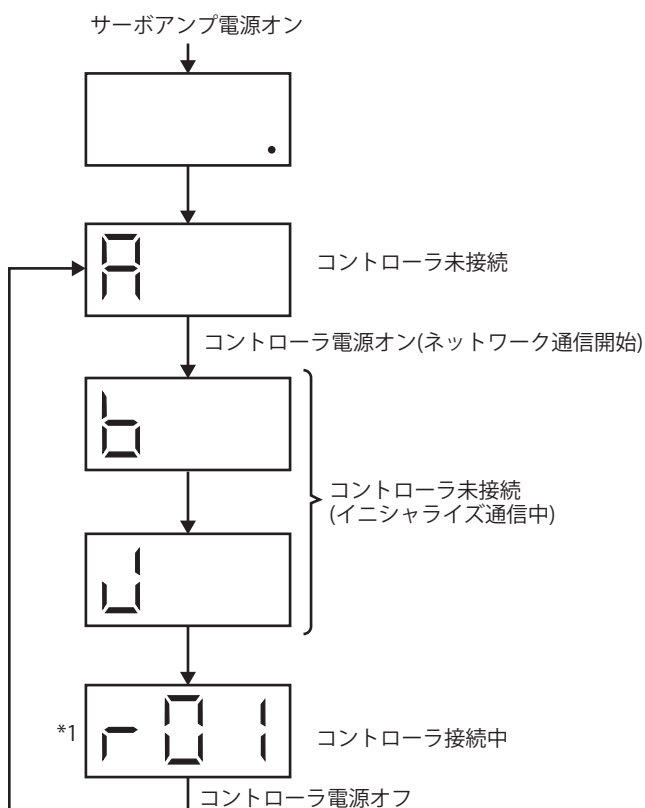 サーボアンプ電源オン
.
A
コントローラ未接続
コントローラ電源オン(ネットワーク通信開始)
b
コントローラ未接続
(イニシャライズ通信中)
J
*1
r01
コントローラ接続中
コントローラ電源オフ